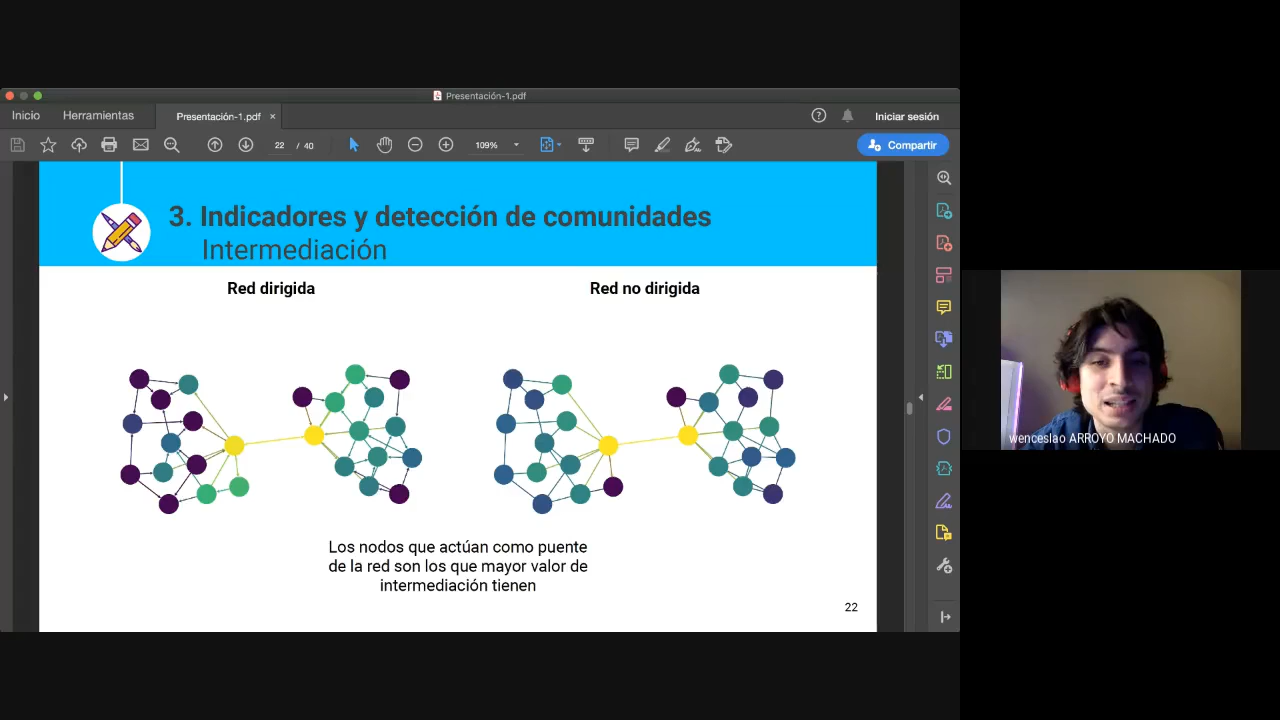 Presentación-1.pdf
Inicio
Herramientas
Presentación-1.pdf ×
Iniciar sesión
22 / 40
109%
Compartir
3. Indicadores y detección de comunidades
Intermediación
Red dirigida
Red no dirigida
Los nodos que actúan como puente
de la red son los que mayor valor de
intermediación tienen
22
wenceslao ARROYO MACHADO